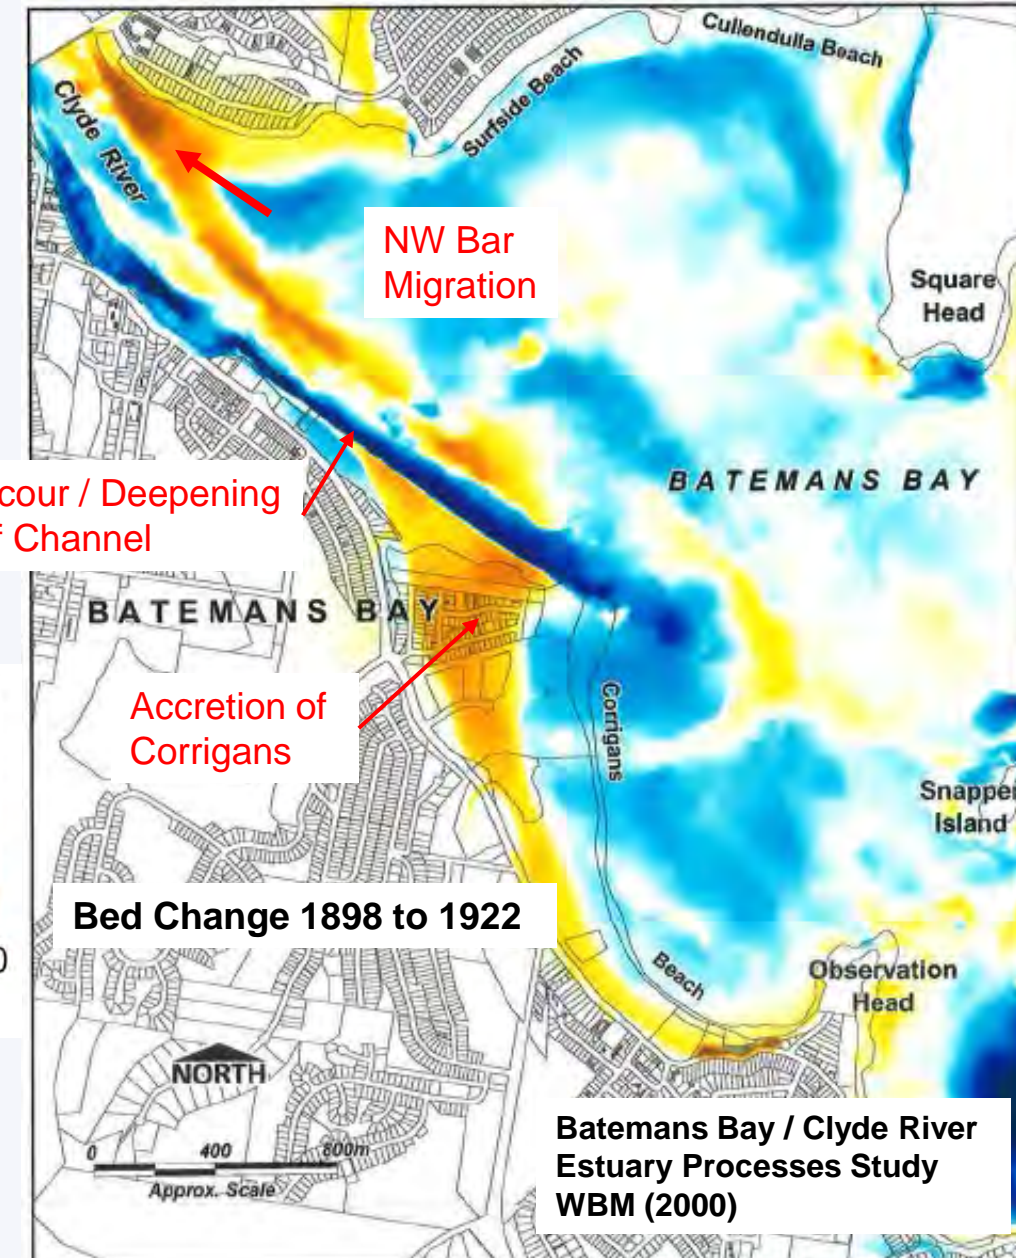 Cullendulla Beach
Surfside Beach
Clyde River
NW Bar
Migration
Square
Head
BATEMANS BAY
cour / Deepening
Channel
BATEMANS BAY
Accretion of
Corrigans
Corrigans
Snapper
Island
Bed Change 1898 to 1922
0
Beach
Observation
Head
NORTH
0 400 800m
Approx. Scale
Batemans Bay / Clyde River
Estuary Processes Study
WBM (2000)